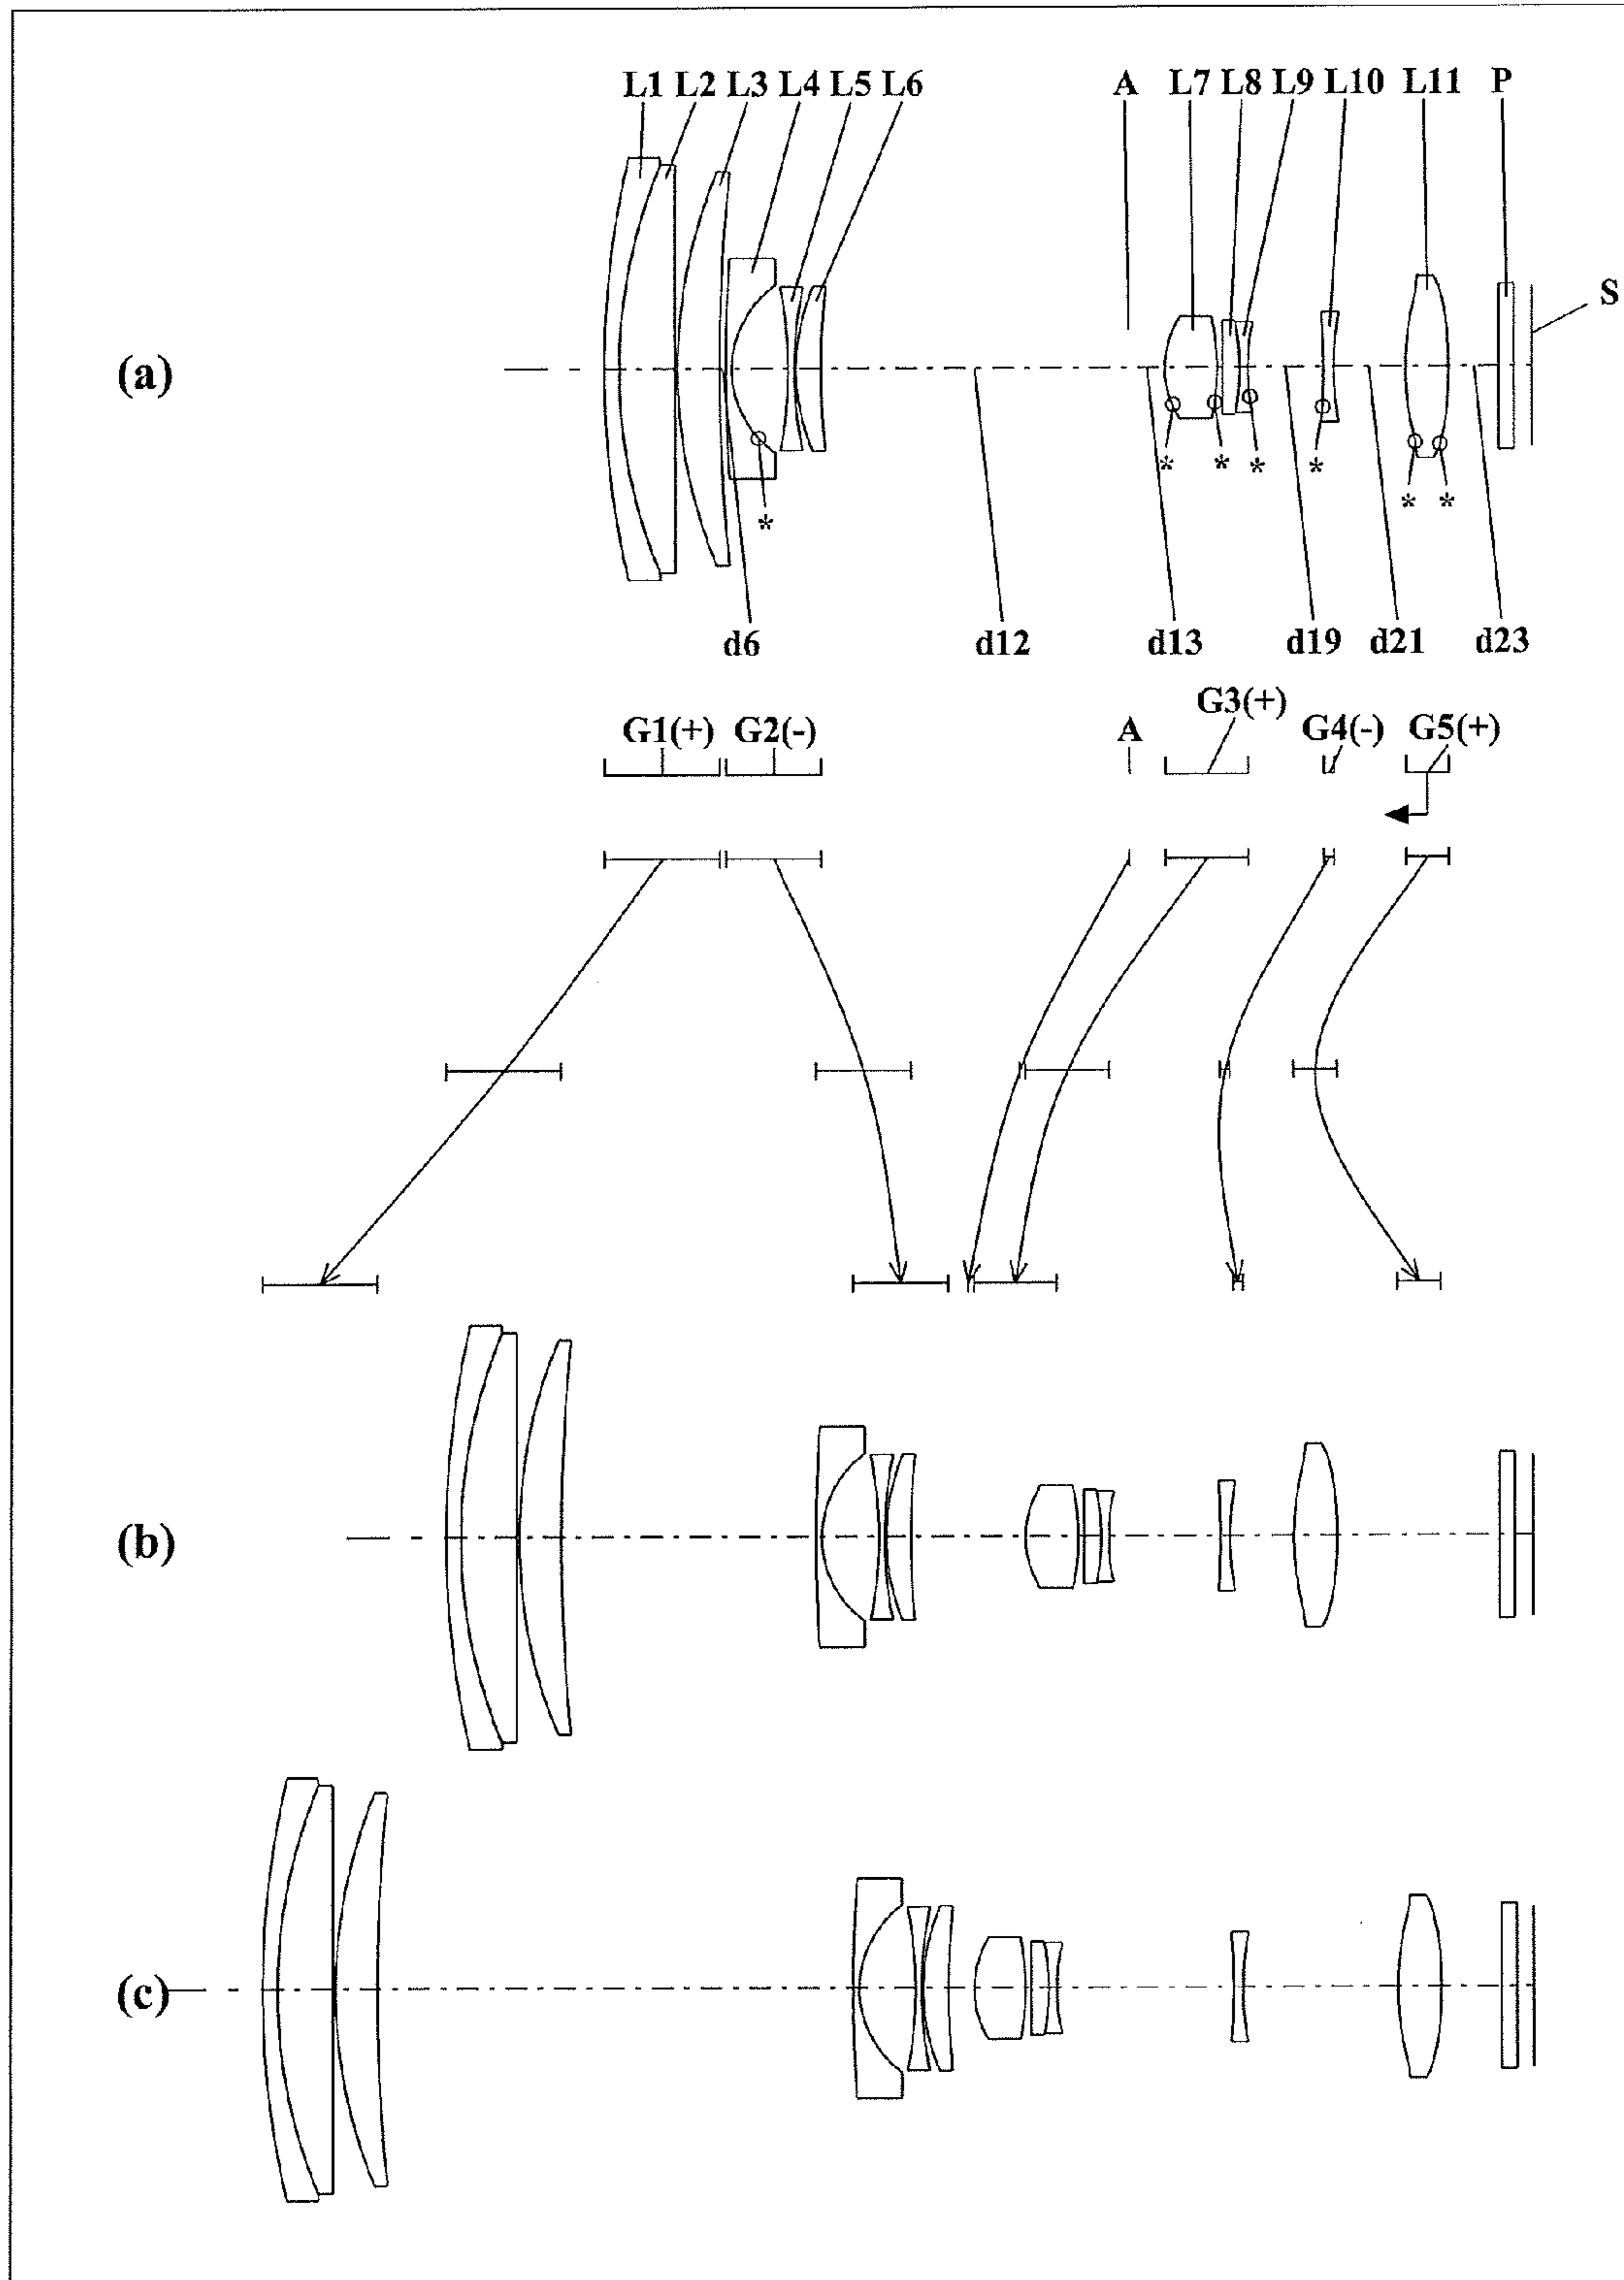 L1 L2 L3 L4 L5 L6 A L7 L8 L9 L10 L11 P
S
(a)
* * * *
* *
*
d6 d12 d13 d19 d21 d23
G3(+)
G1(+) G2(-) A G4(-) G5(+)
(b)
(c)